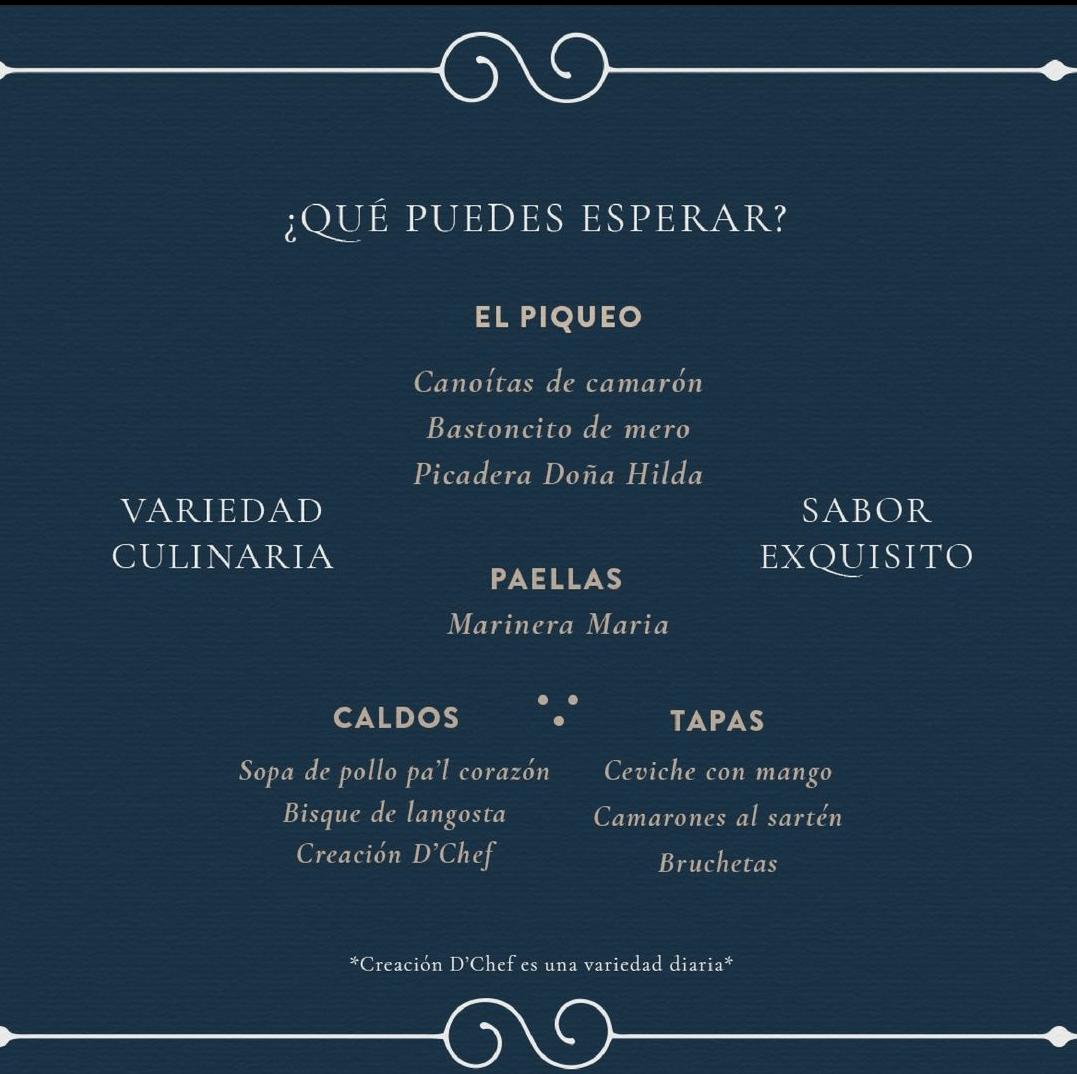 ¿QUÉ PUEDES ESPERAR?
EL PIQUEO
Canoítas de camarón
Bastoncito de mero
Picadera Doña Hilda
VARIEDAD
CULINARIA
SABOR
EXQUISITO
PAELLAS
Marinera Maria
CALDOS
Sopa de pollo pa'l corazón
Bisque de langosta
Creación D'Chef
TAPAS
Ceviche con mango
Camarones al sartén
Bruchetas
*Creación D'Chef es una variedad diaria*